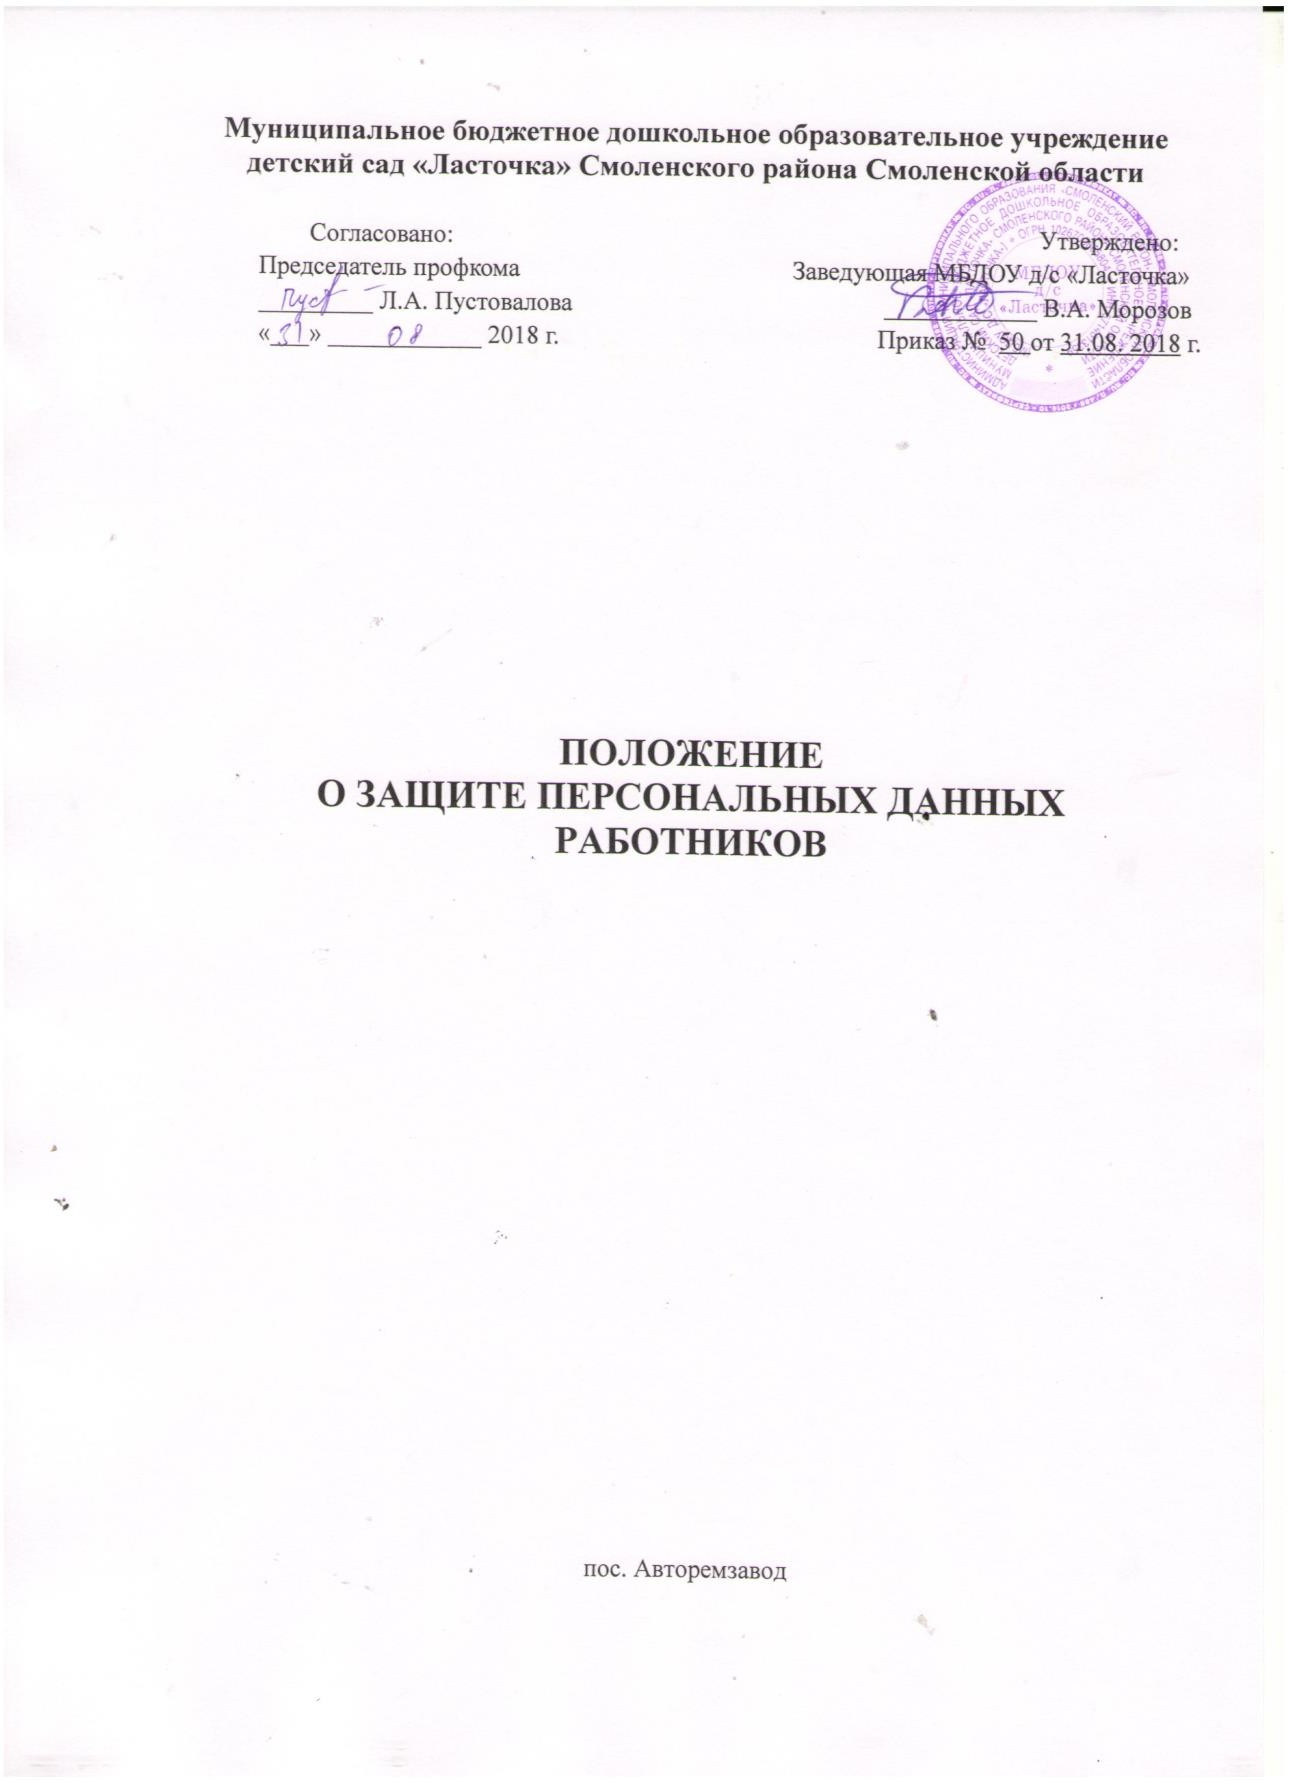 Муниципальное бюджетное дошкольное образовательное учреждение
детский сад «Ласточка» Смоленского района Смоленской области
Согласовано:
Председатель профкома
Пуст Л.А. Пустовалова
«31» 08 2018 г.
Утверждено:
Заведующая МБДОУ д/с «Ласточка»
В.А. Морозов
Приказ № 50 от 31.08. 2018 г.
МБДОУ
д/с
«Ласточка»
ПОЛОЖЕНИЕ
О ЗАЩИТЕ ПЕРСОНАЛЬНЫХ ДАННЫХ
РАБОТНИКОВ
пос. Авторемзавод